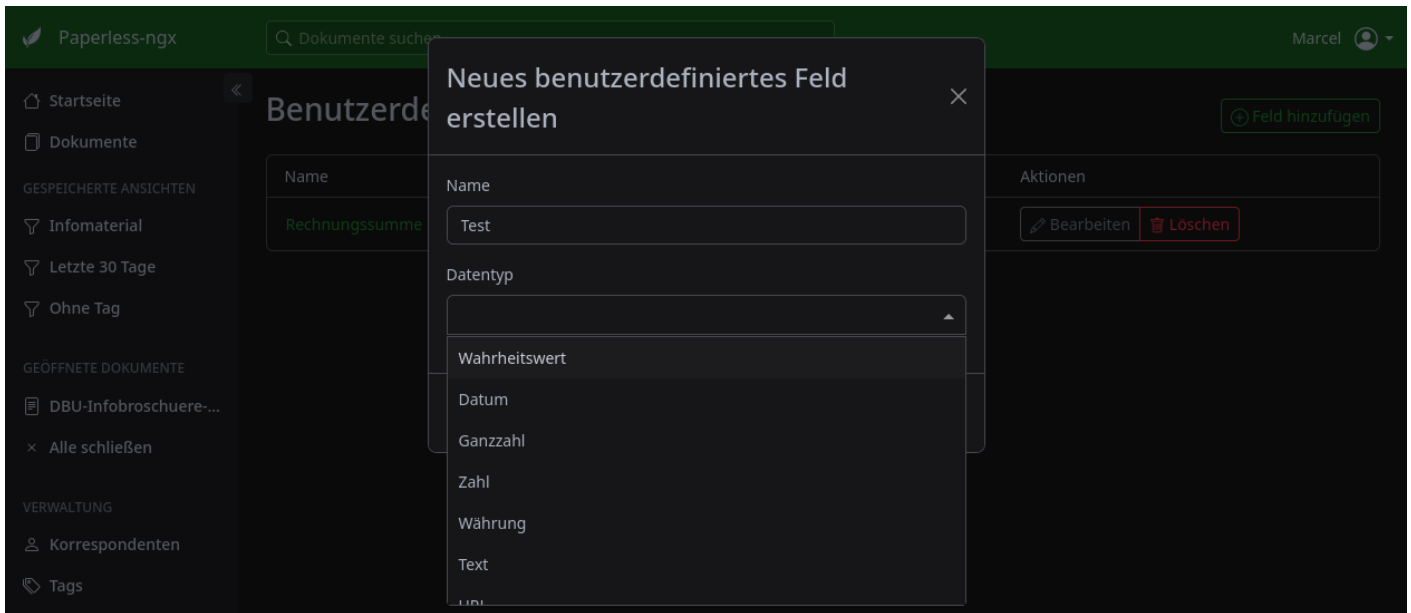 Paperless-ngx
Dokumente suchen
Marcel
Startseite
Dokumente
GESPEICHERTE ANSICHTEN
Infomaterial
Letzte 30 Tage
Ohne Tag
GEÖFFNETE DOKUMENTE
DBU-Infobroschuere-...
Alle schließen
VERWALTUNG
Korrespondenten
Tags
Benutzerde
Feld hinzufügen
Name
Aktionen
Rechnungssumme
Bearbeiten
Löschen
Neues benutzerdefiniertes Feld
erstellen
Name
Test
Datentyp
Wahrheitswert
Datum
Ganzzahl
Zahl
Währung
Text
URL